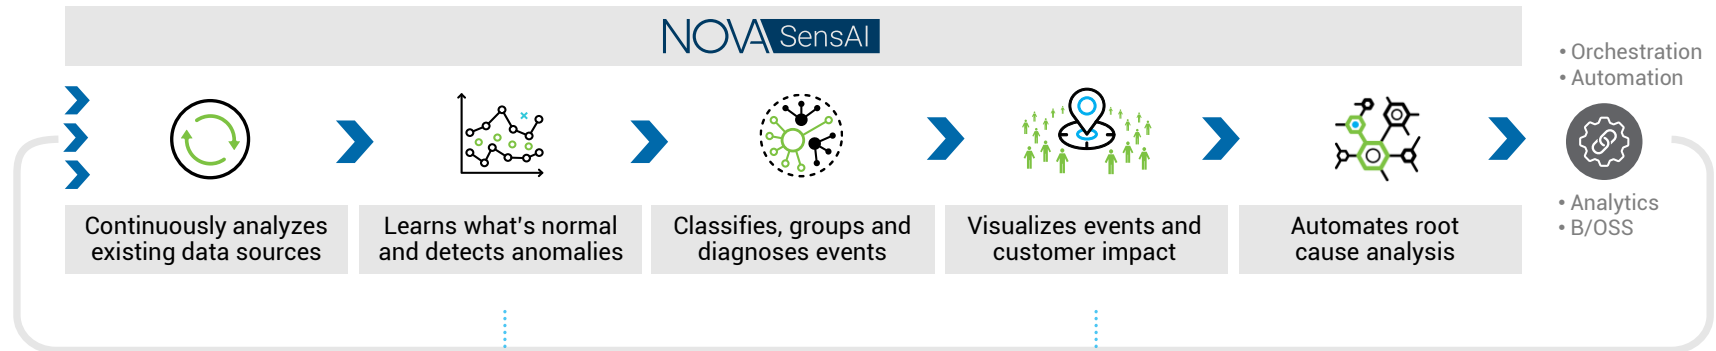 NOVA SensAI
• Orchestration
• Automation
Continuously analyzes
existing data sources
Learns what's normal
and detects anomalies
Classifies, groups and
diagnoses events
Visualizes events and
customer impact
Automates root
cause analysis
• Analytics
• B/OSS